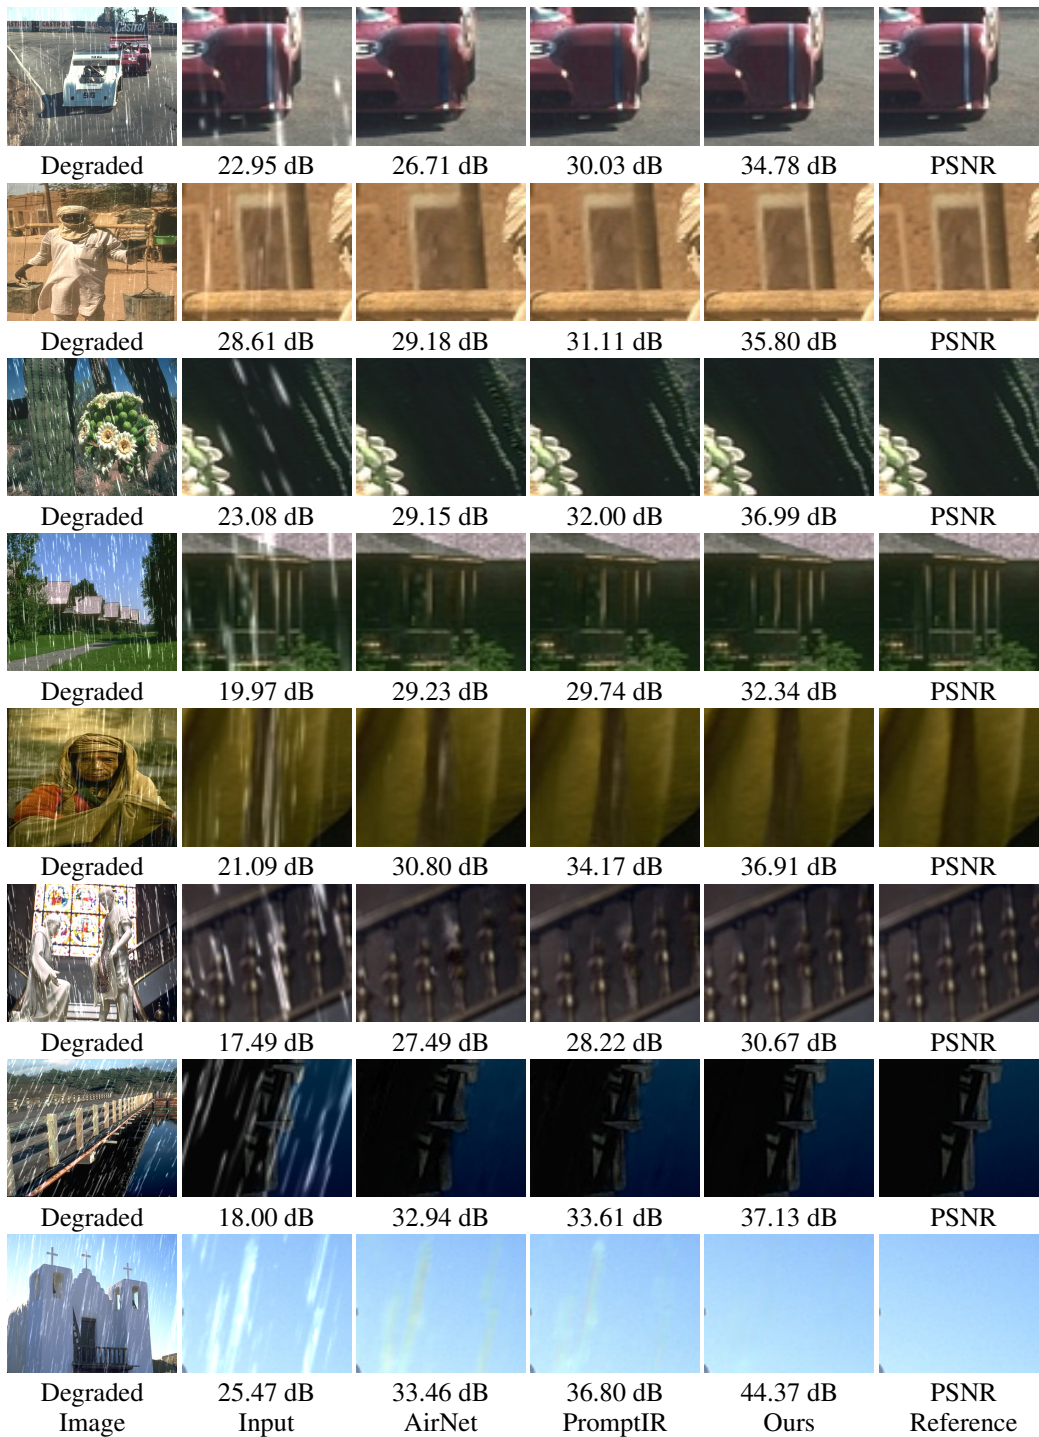 Castrol
Degraded 22.95 dB 26.71 dB 30.03 dB 34.78 dB PSNR
Degraded 28.61 dB 29.18 dB 31.11 dB 35.80 dB PSNR
Degraded 23.08 dB 29.15 dB 32.00 dB 36.99 dB PSNR
Degraded 19.97 dB 29.23 dB 29.74 dB 32.34 dB PSNR
Degraded 21.09 dB 30.80 dB 34.17 dB 36.91 dB PSNR
Degraded 17.49 dB 27.49 dB 28.22 dB 30.67 dB PSNR
Degraded 18.00 dB 32.94 dB 33.61 dB 37.13 dB PSNR
Degraded 25.47 dB 33.46 dB 36.80 dB 44.37 dB PSNR
Image Input AirNet PromptIR Ours Reference